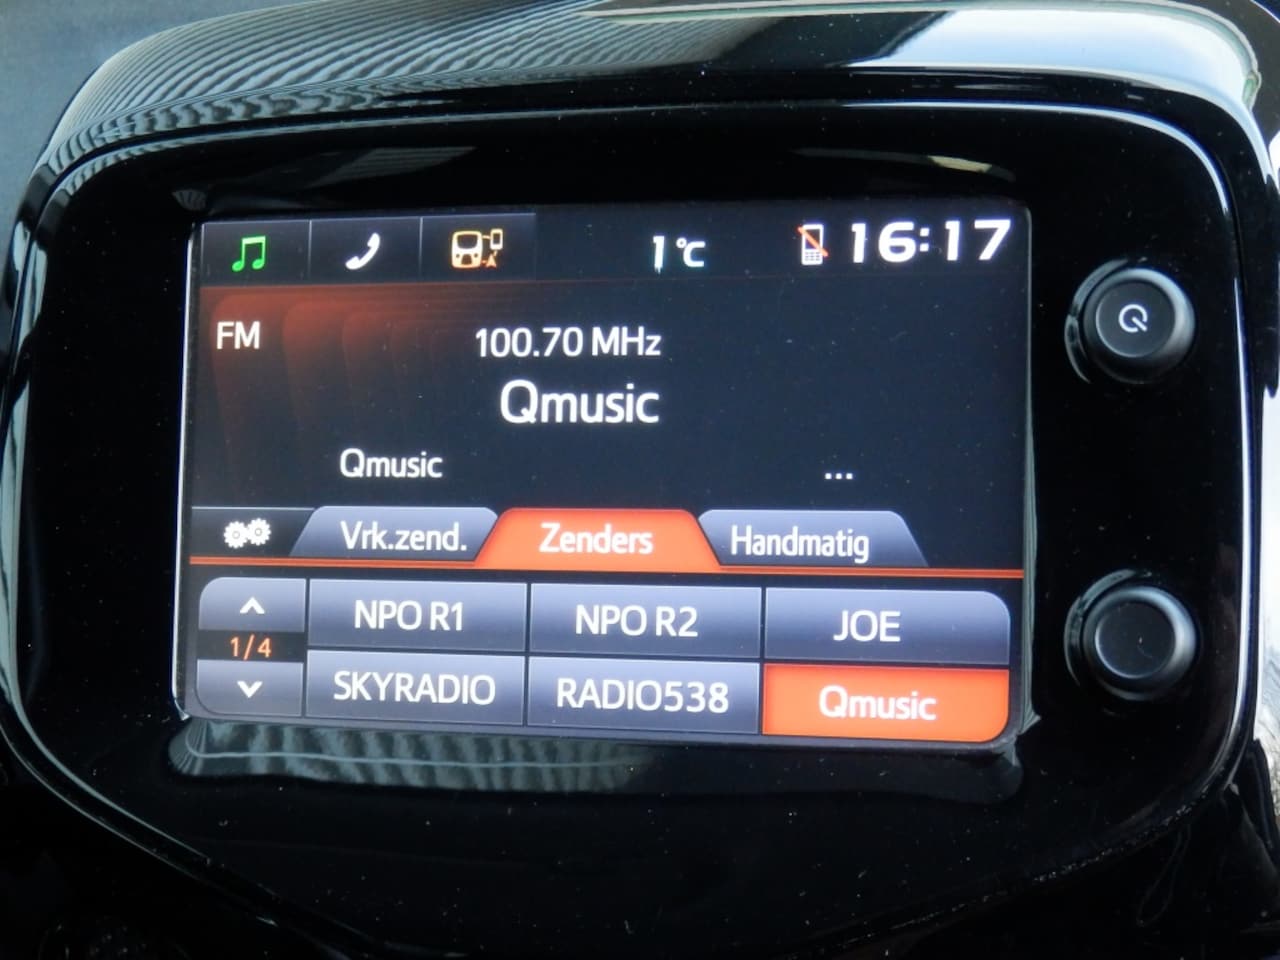 1 °C 16:17
FM
100.70 MHz
Qmusic
Qmusic ...
Vrk.zend. Zenders Handmatig
NPO R1 NPO R2 JOE
1/4
SKYRADIO RADIO538 Qmusic